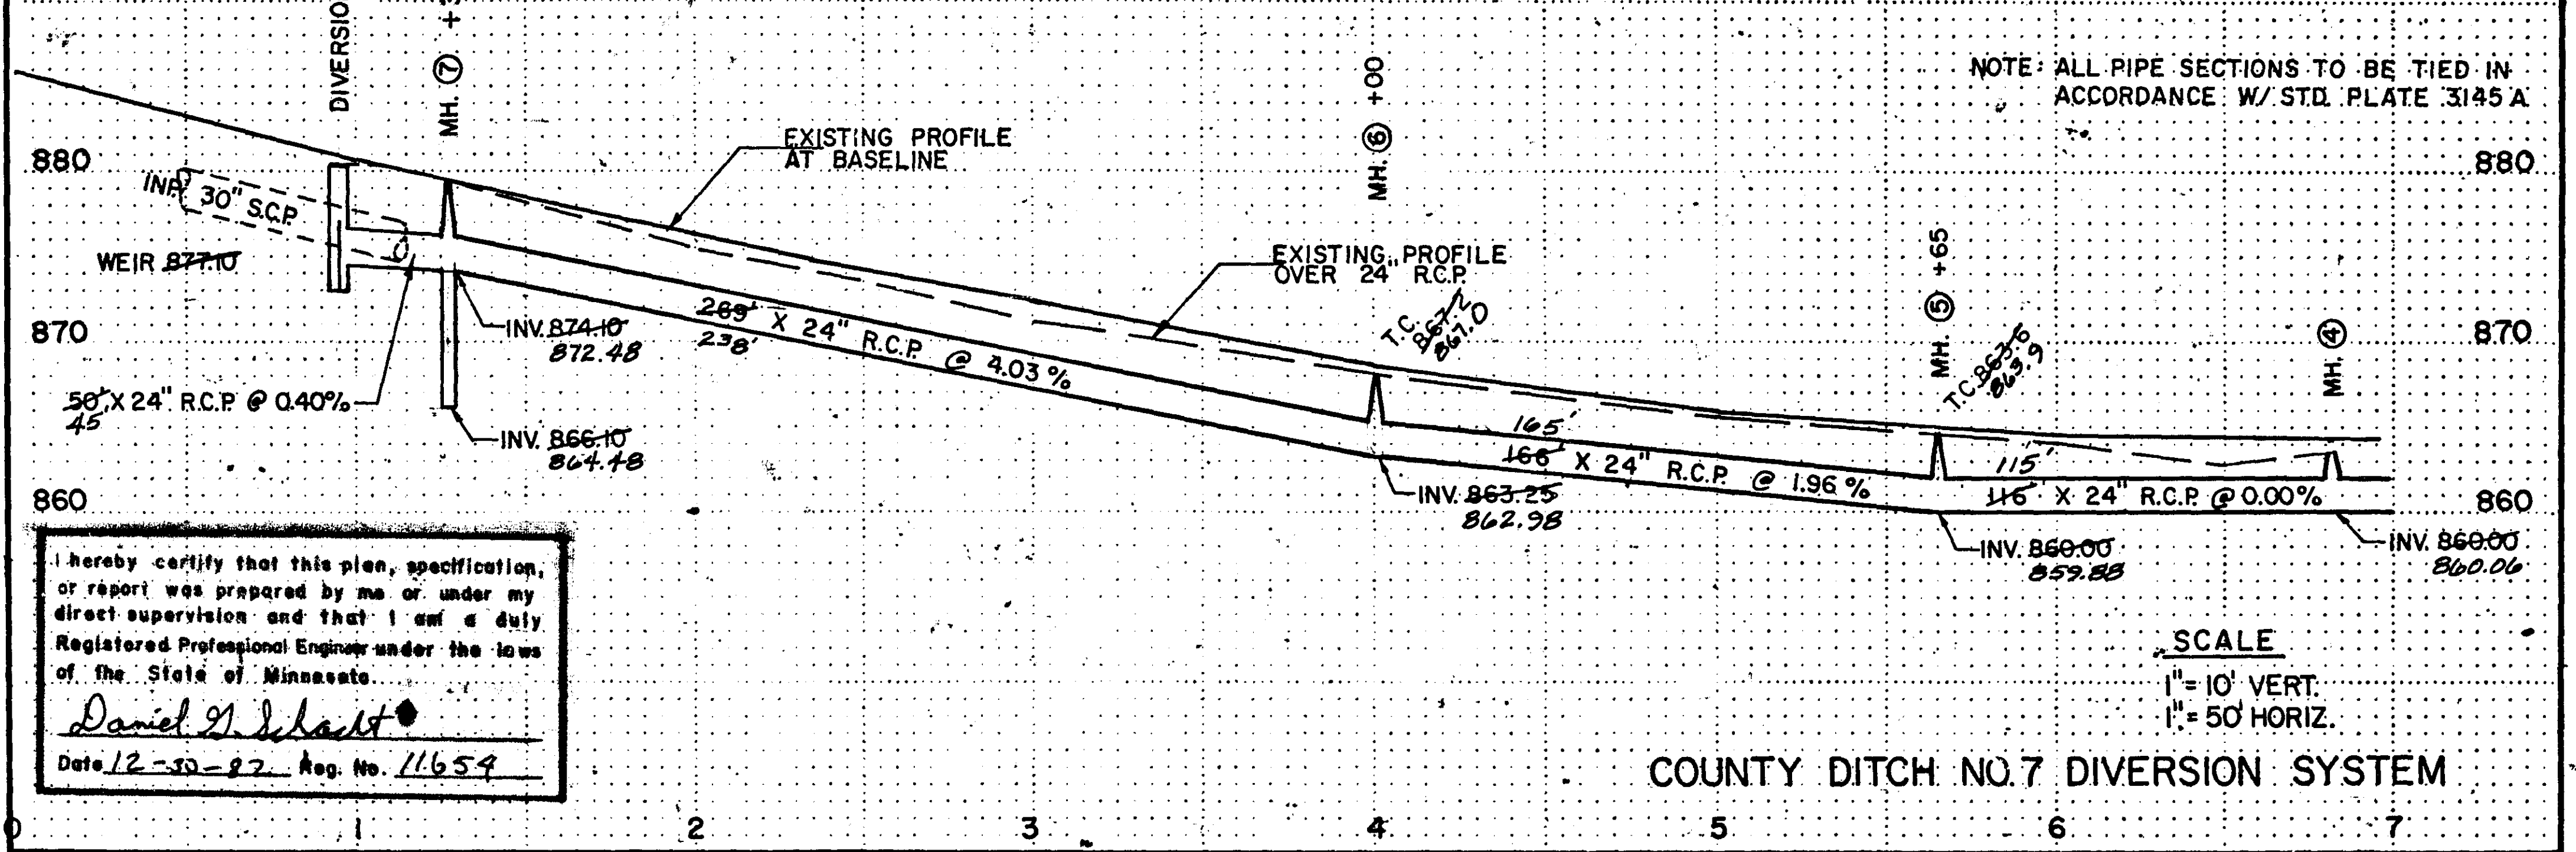 DIVERSIO
MH. 7 +
MH. 6 +00
NOTE: ALL PIPE SECTIONS TO BE TIED IN
ACCORDANCE W/ STD. PLATE 3145 A
EXISTING PROFILE
AT BASELINE
880
880
INP.
30" S.C.P.
WEIR 877.10
EXISTING PROFILE
OVER 24" R.C.P.
T.C.
867.2
867.0
MH. 5 +65
T.C. 863.6
863.9
MH. 4
870
870
INV. 874.10
872.48
269' X 24" R.C.P. @ 4.03 %
238'
50' X 24" R.C.P. @ 0.40%
45
INV. 866.10
864.48
165'
166' X 24" R.C.P. @ 1.96 %
115'
116' X 24" R.C.P. @ 0.00%
860
860
INV. 863.25
862.98
INV. 860.00
859.88
INV. 860.00
860.06
I hereby certify that this plan, specification,
or report was prepared by me or under my
direct supervision and that I am a duly
Registered Professional Engineer under the laws
of the State of Minnesota.
Daniel G. Schacht
Date 12-30-82 Reg. No. 11654
SCALE
1" = 10' VERT.
1" = 50' HORIZ.
COUNTY DITCH NO. 7 DIVERSION SYSTEM
0 1 2 3 4 5 6 7